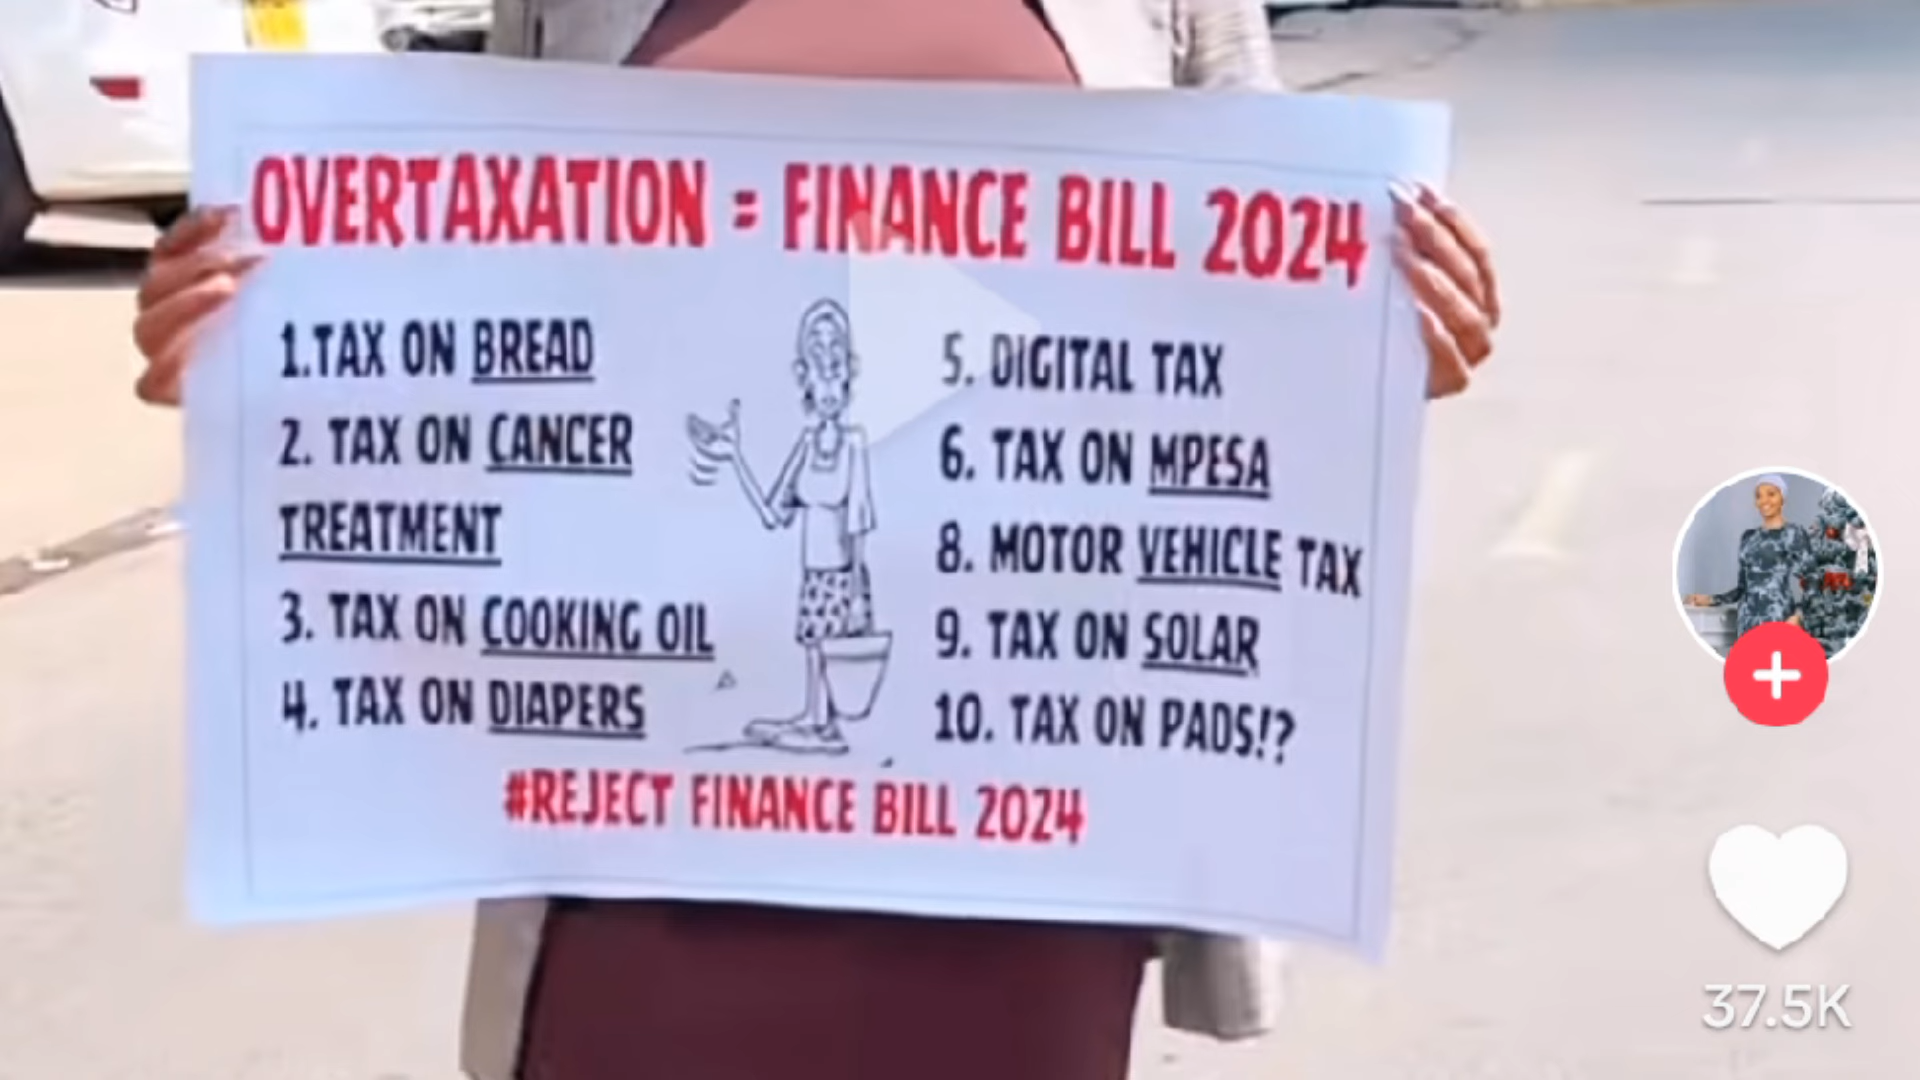 OVERTAXATION = FINANCE BILL 2024
1.TAX ON BREAD
2. TAX ON CANCER
TREATMENT
3. TAX ON COOKING OIL
4. TAX ON DIAPERS
5. DIGITAL TAX
6. TAX ON MPESA
8. MOTOR VEHICLE TAX
9. TAX ON SOLAR
10. TAX ON PADS!?
#REJECT FINANCE BILL 2024
37.5K